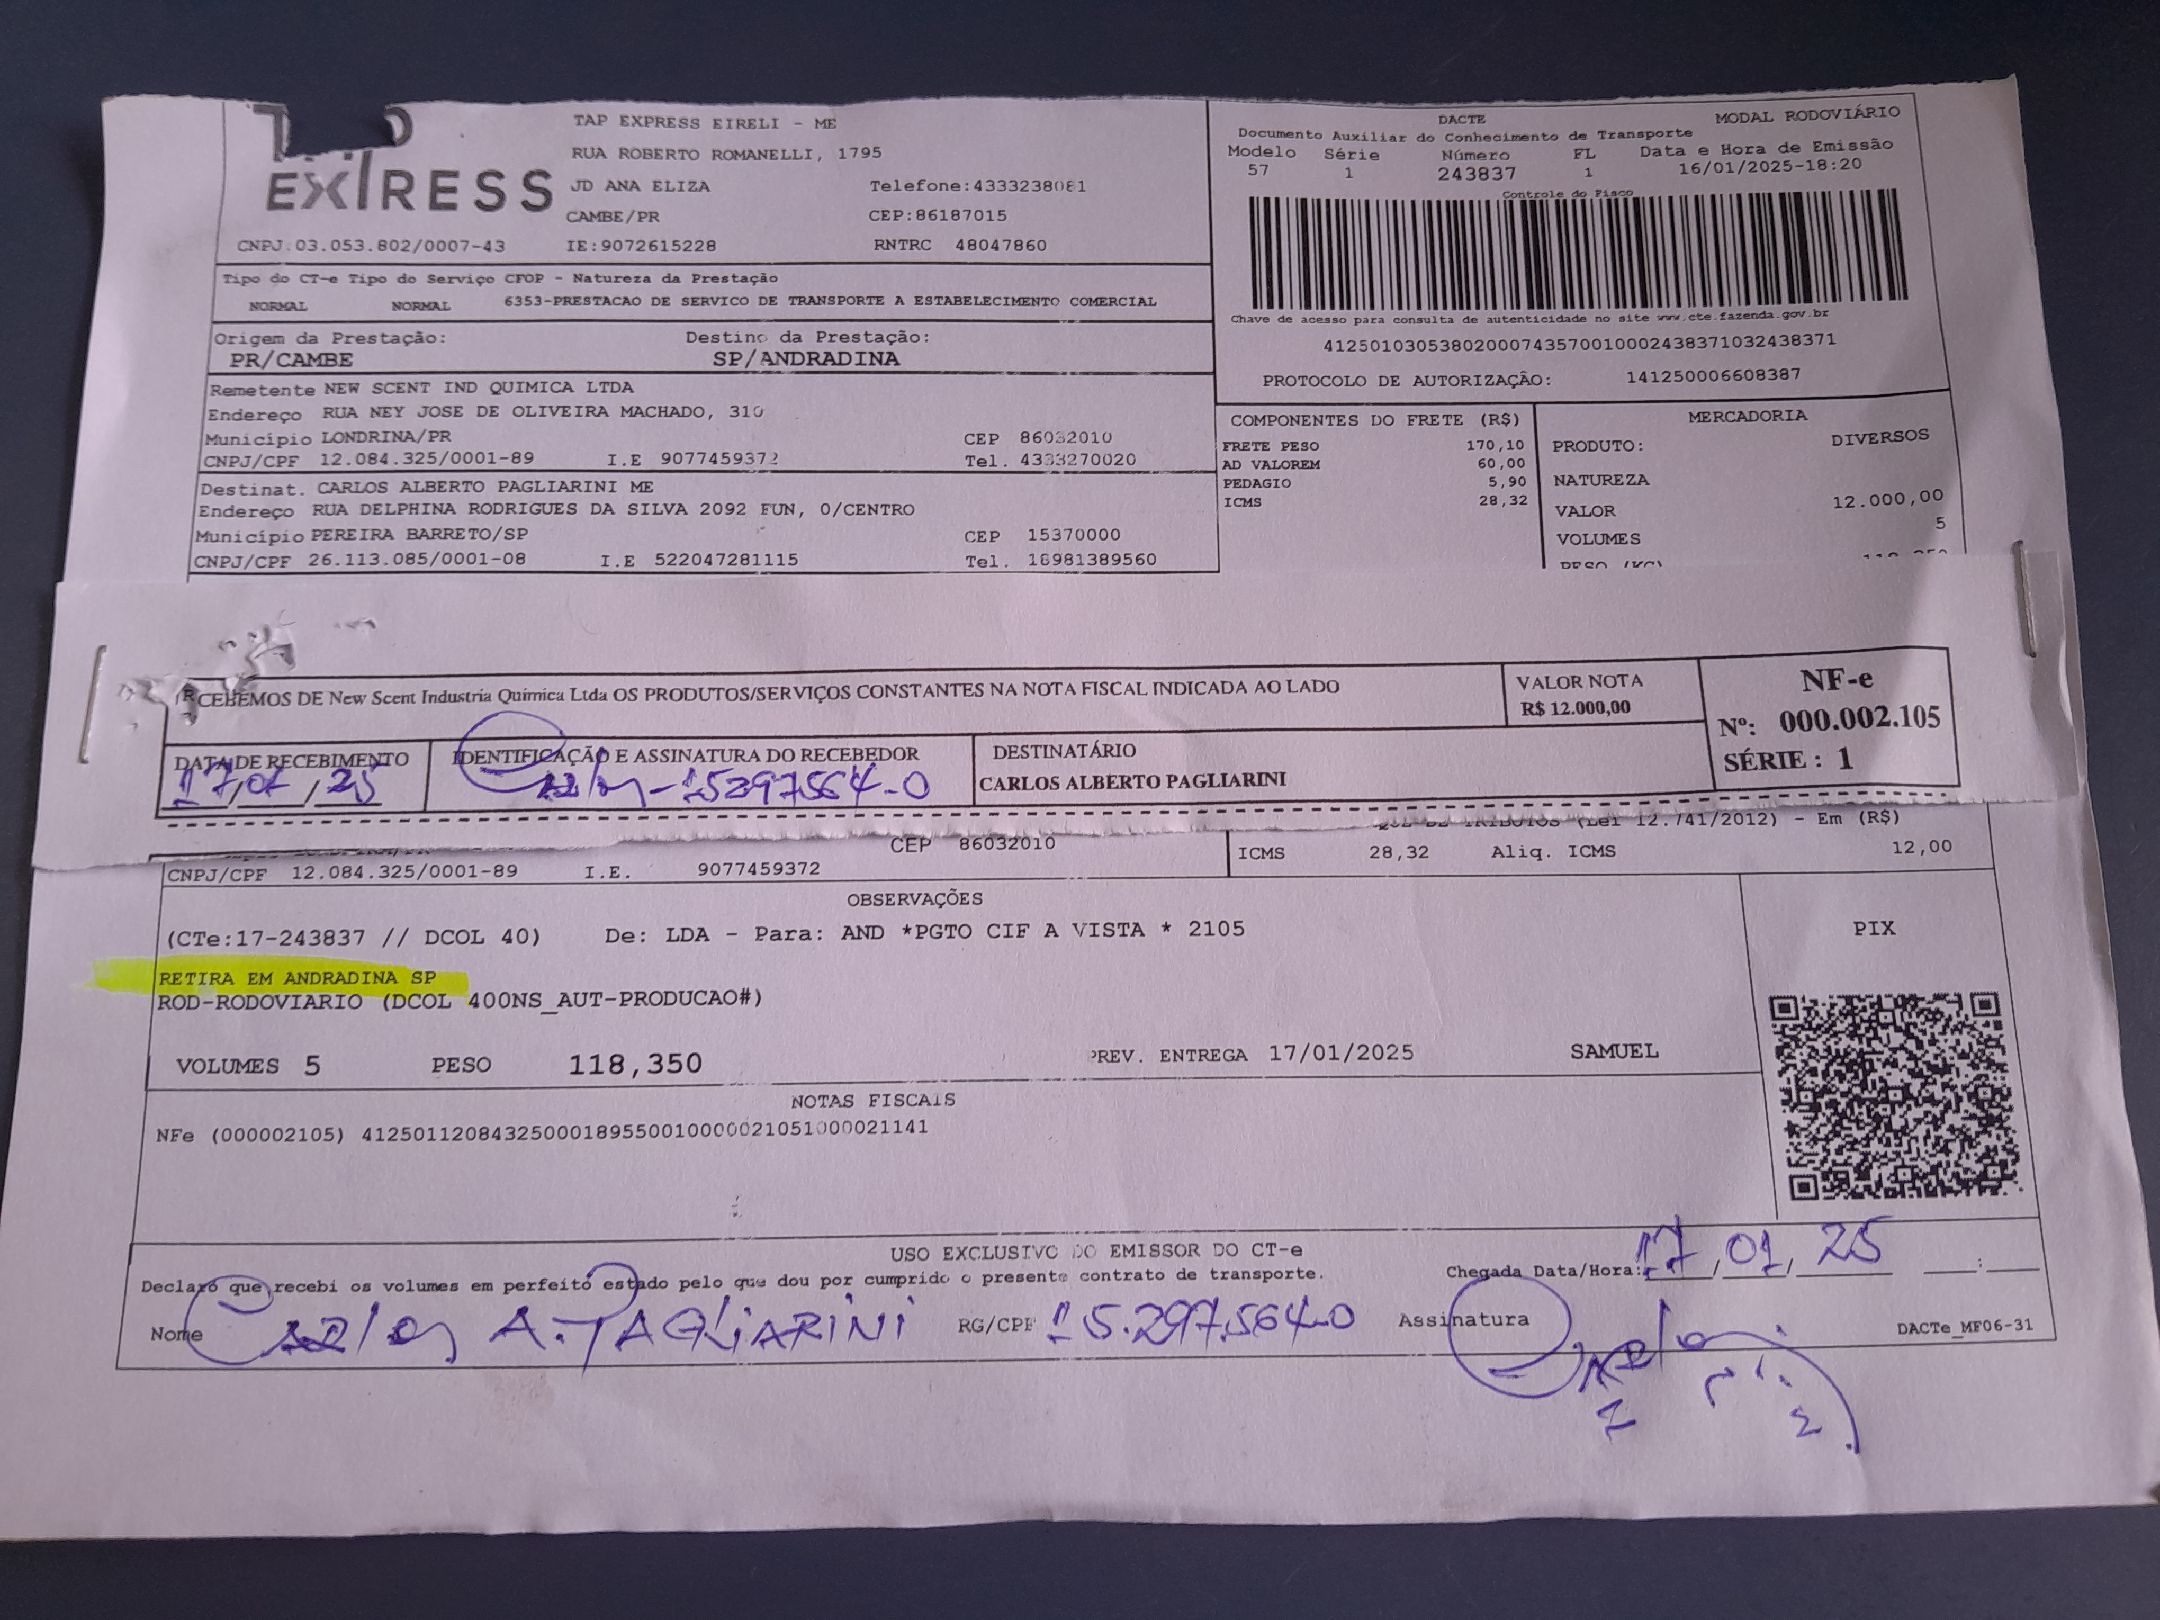 EXPRESS
TAP EXPRESS EIRELI - ME
RUA ROBERTO ROMANELLI, 1795
JD ANA ELIZA Telefone:4333238081
CAMBE/PR CEP:86187015
CNPJ:03.053.802/0007-43 IE:9072615228 RNTRC 48047860
DACTE MODAL RODOVIÁRIO
Documento Auxiliar do Conhecimento de Transporte
Modelo Série Número FL Data e Hora de Emissão
57 1 243837 1 16/01/2025-18:20
Controle do Fisco
Chave de acesso para consulta de autenticidade no site www.cte.fazenda.gov.br
41250103053802000743570010002438371032438371
PROTOCOLO DE AUTORIZAÇÃO: 141250006608387
Tipo do CT-e Tipo do Serviço CFOP - Natureza da Prestação
NORMAL NORMAL 6353-PRESTACAO DE SERVICO DE TRANSPORTE A ESTABELECIMENTO COMERCIAL
Origem da Prestação: Destino da Prestação:
PR/CAMBE SP/ANDRADINA
Remetente NEW SCENT IND QUIMICA LTDA
Endereço RUA NEY JOSE DE OLIVEIRA MACHADO, 310
Município LONDRINA/PR CEP 86032010
CNPJ/CPF 12.084.325/0001-89 I.E 9077459372 Tel. 4333270020
Destinat. CARLOS ALBERTO PAGLIARINI ME
Endereço RUA DELPHINA RODRIGUES DA SILVA 2092 FUN, 0/CENTRO
Município PEREIRA BARRETO/SP CEP 15370000
CNPJ/CPF 26.113.085/0001-08 I.E 522047281115 Tel. 18981389560
COMPONENTES DO FRETE (R$)
FRETE PESO 170,10
AD VALOREM 60,00
PEDAGIO 5,90
ICMS 28,32
MERCADORIA
PRODUTO: DIVERSOS
NATUREZA
VALOR 12.000,00
VOLUMES 5
PESO (KG)
RECEBEMOS DE New Scent Industria Química Ltda OS PRODUTOS/SERVIÇOS CONSTANTES NA NOTA FISCAL INDICADA AO LADO
VALOR NOTA
R$ 12.000,00
NF-e
Nº: 000.002.105
SÉRIE : 1
DATA DE RECEBIMENTO IDENTIFICAÇÃO E ASSINATURA DO RECEBEDOR DESTINATÁRIO
17/01/25 Carlos - 15297564-0 CARLOS ALBERTO PAGLIARINI
TRIBUTOS (Lei 12.741/2012) - Em (R$)
CEP 86032010
CNPJ/CPF 12.084.325/0001-89 I.E. 9077459372
ICMS 28,32 Aliq. ICMS 12,00
OBSERVAÇÕES
(CTe:17-243837 // DCOL 40) De: LDA - Para: AND *PGTO CIF A VISTA * 2105
RETIRA EM ANDRADINA SP
ROD-RODOVIARIO (DCOL 400NS_AUT-PRODUCAO#)
VOLUMES 5 PESO 118,350 PREV. ENTREGA 17/01/2025 SAMUEL
PIX
NOTAS FISCAIS
NFe (000002105) 41250112084325000189550010000021051000021141
USO EXCLUSIVO DO EMISSOR DO CT-e
Declaro que recebi os volumes em perfeito estado pelo que dou por cumprido o presente contrato de transporte.
Chegada Data/Hora: 17,01,25 __:__
Nome Carlos A. PAGLIARINI RG/CPF 15.297.564-0 Assinatura
DACTe_MF06-31